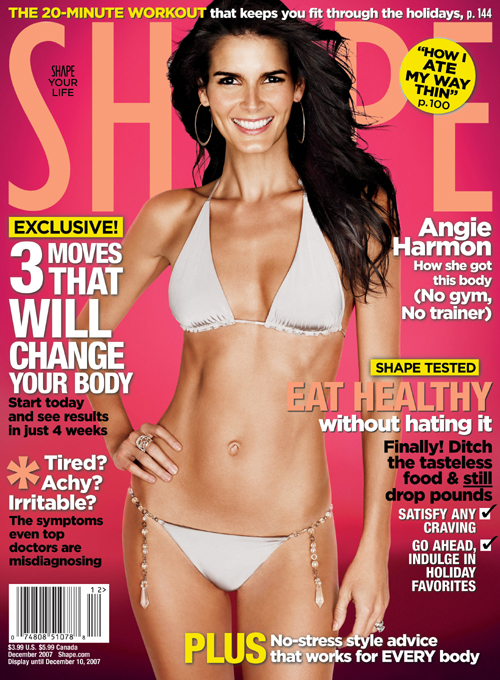 THE 20-MINUTE WORKOUT that keeps you fit through the holidays, p. 144
SHAPE
SHAPE
YOUR
LIFE
"HOW I
ATE
MY WAY
THIN"
p.100
EXCLUSIVE!
3 MOVES
THAT
WILL
CHANGE
YOUR BODY
Start today
and see results
in just 4 weeks
*Tired?
Achy?
Irritable?
The symptoms
even top
doctors are
misdiagnosing
Angie
Harmon
How she got
this body
(No gym,
No trainer)
SHAPE TESTED
EAT HEALTHY
without hating it
Finally! Ditch
the tasteless
food & still
drop pounds
SATISFY ANY
CRAVING
GO AHEAD,
INDULGE IN
HOLIDAY
FAVORITES
PLUS No-stress style advice
that works for EVERY body
12>
0 74808 51078 8
$3.99 U.S. $5.99 Canada
December 2007 Shape.com
Display until December 10, 2007